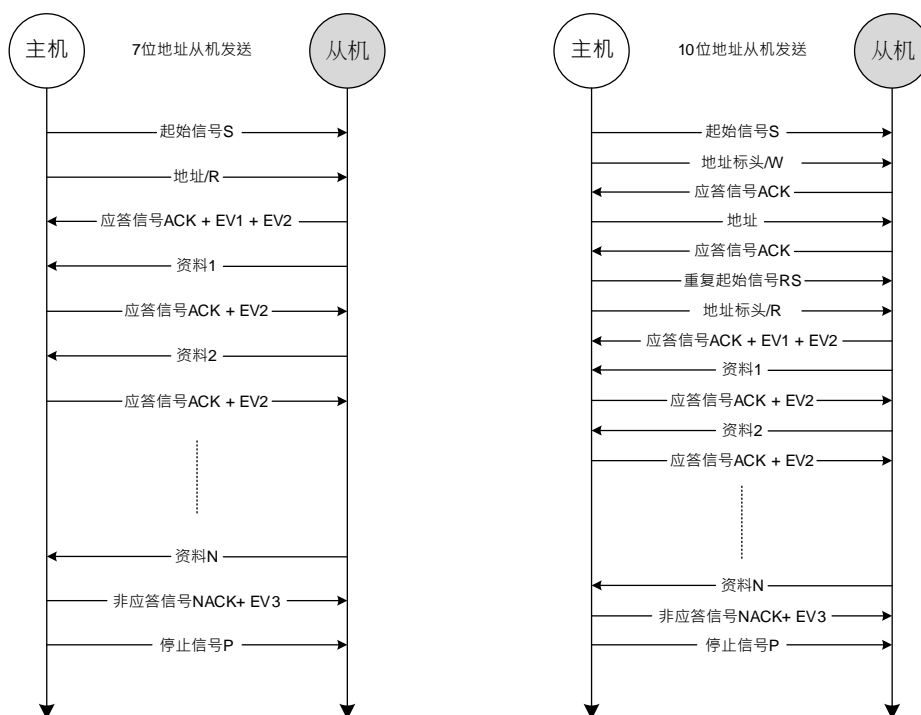 主机
7位地址从机发送
从机
起始信号S
地址/R
应答信号ACK + EV1 + EV2
资料1
应答信号ACK + EV2
资料2
应答信号ACK + EV2
资料N
非应答信号NACK+ EV3
停止信号P
主机
10位地址从机发送
从机
起始信号S
地址标头/W
应答信号ACK
地址
应答信号ACK
重复起始信号RS
地址标头/R
应答信号ACK + EV1 + EV2
资料1
应答信号ACK + EV2
资料2
应答信号ACK + EV2
资料N
非应答信号NACK+ EV3
停止信号P